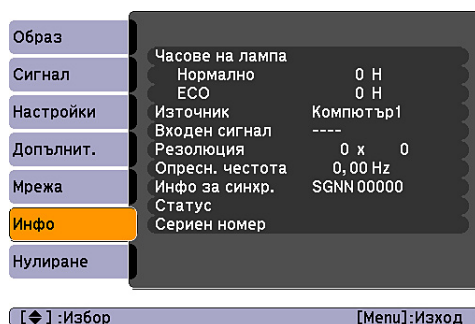 Образ
Сигнал
Настройки
Допълнит.
Мрежа
Инфо
Нулиране
Часове на лампа
Нормално 0 H
ECO 0 H
Източник Компютър1
Входен сигнал ----
Резолюция 0 x 0
Опресн. честота 0,00 Hz
Инфо за синхр. SGNN 00000
Статус
Сериен номер
[◆] :Избор [Menu]:Изход